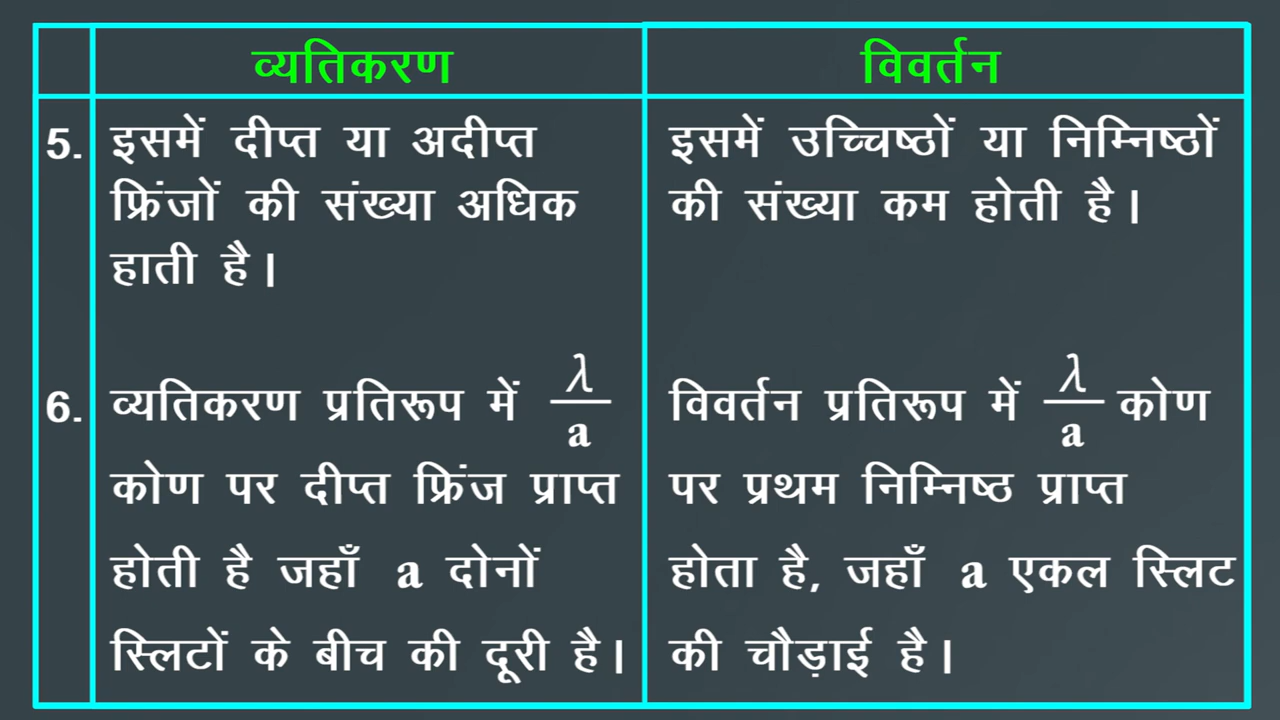 व्यतिकरण विवर्तन
5. इसमें दीप्त या अदीप्त
फ्रिंजों की संख्या अधिक
हाती है।
इसमें उच्चिष्ठों या निम्निष्ठों
की संख्या कम होती है।
6. व्यतिकरण प्रतिरूप में λ/a
कोण पर दीप्त फ्रिंज प्राप्त
होती है जहाँ a दोनों
स्लिटों के बीच की दूरी है।
विवर्तन प्रतिरूप में λ/a कोण
पर प्रथम निम्निष्ठ प्राप्त
होता है, जहाँ a एकल स्लिट
की चौड़ाई है।